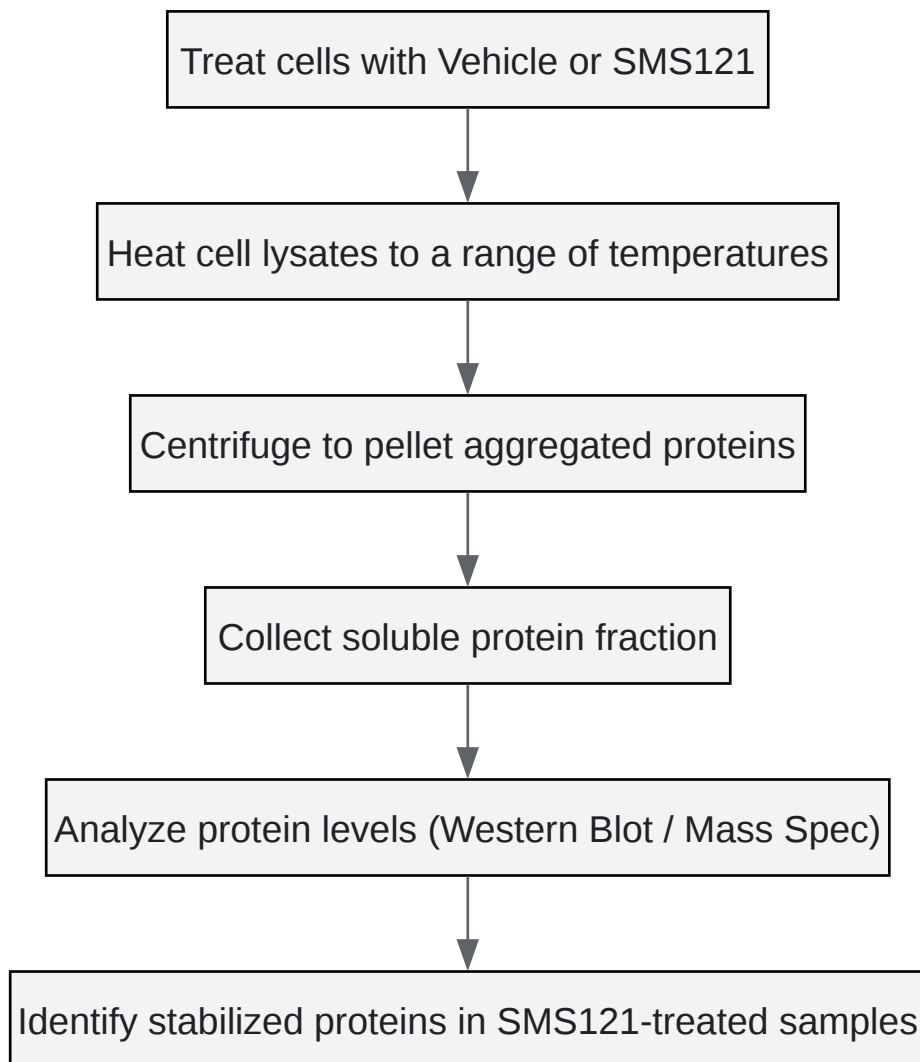 Treat cells with Vehicle or SMS121
Heat cell lysates to a range of temperatures
Centrifuge to pellet aggregated proteins
Collect soluble protein fraction
Analyze protein levels (Western Blot / Mass Spec)
Identify stabilized proteins in SMS121-treated samples